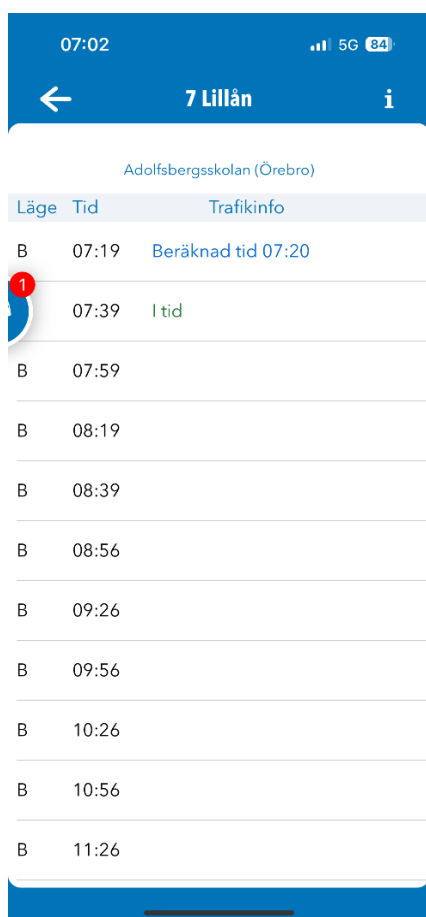 07:02 5G 84
7 Lillån i
Adolfsbergsskolan (Örebro)
Läge Tid Trafikinfo
B 07:19 Beräknad tid 07:20
1
07:39 I tid
B 07:59
B 08:19
B 08:39
B 08:56
B 09:26
B 09:56
B 10:26
B 10:56
B 11:26